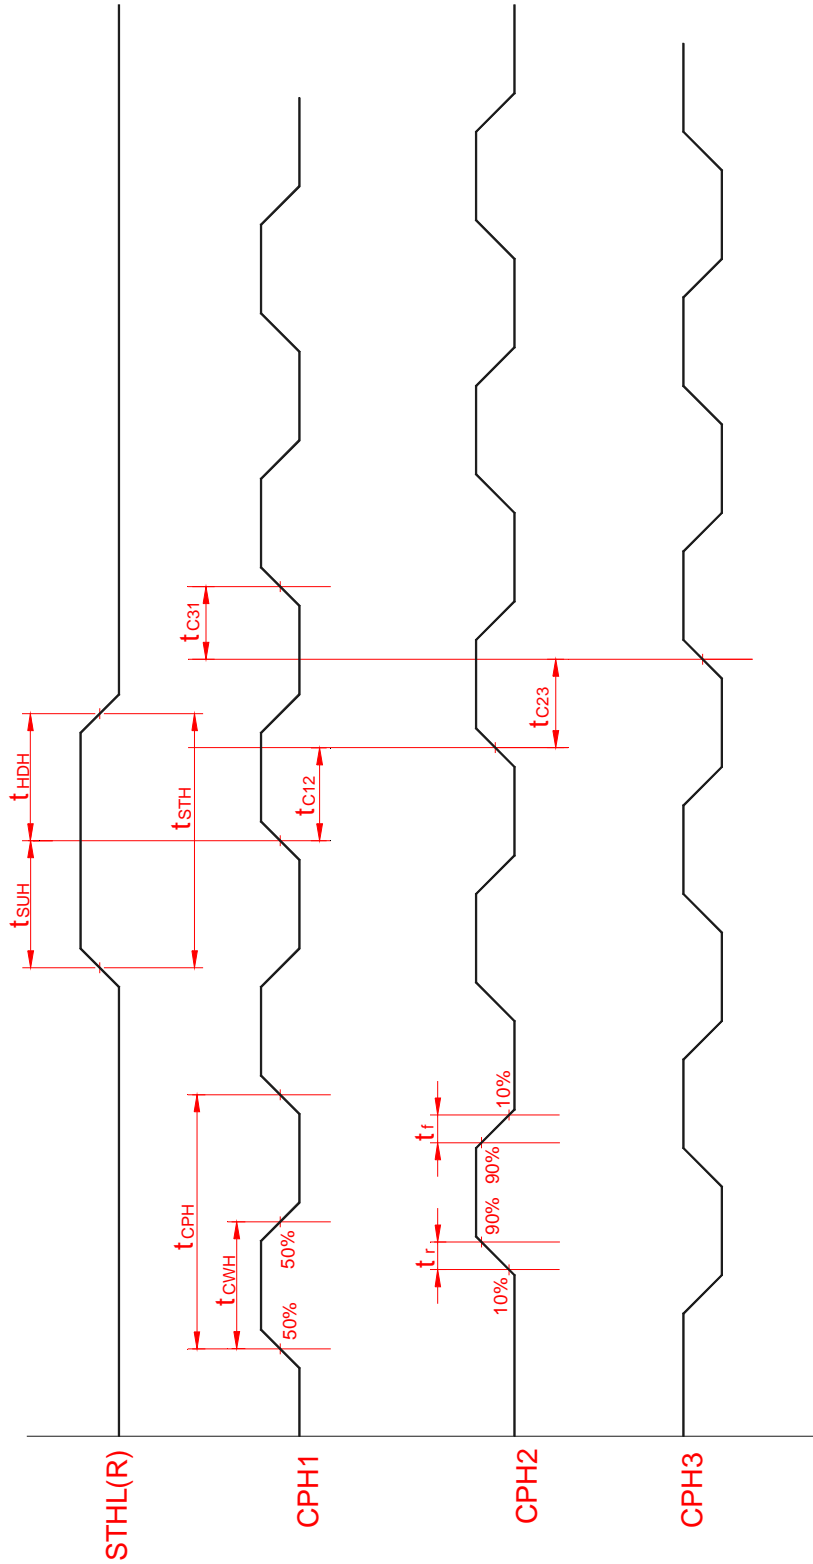 STHL(R)
tSUH
tHDH
tSTH
CPH1
tCPH
tCWH
50%
50%
tC12
tC31
CPH2
tr
tf
10%
90%
90%
10%
tC23
CPH3